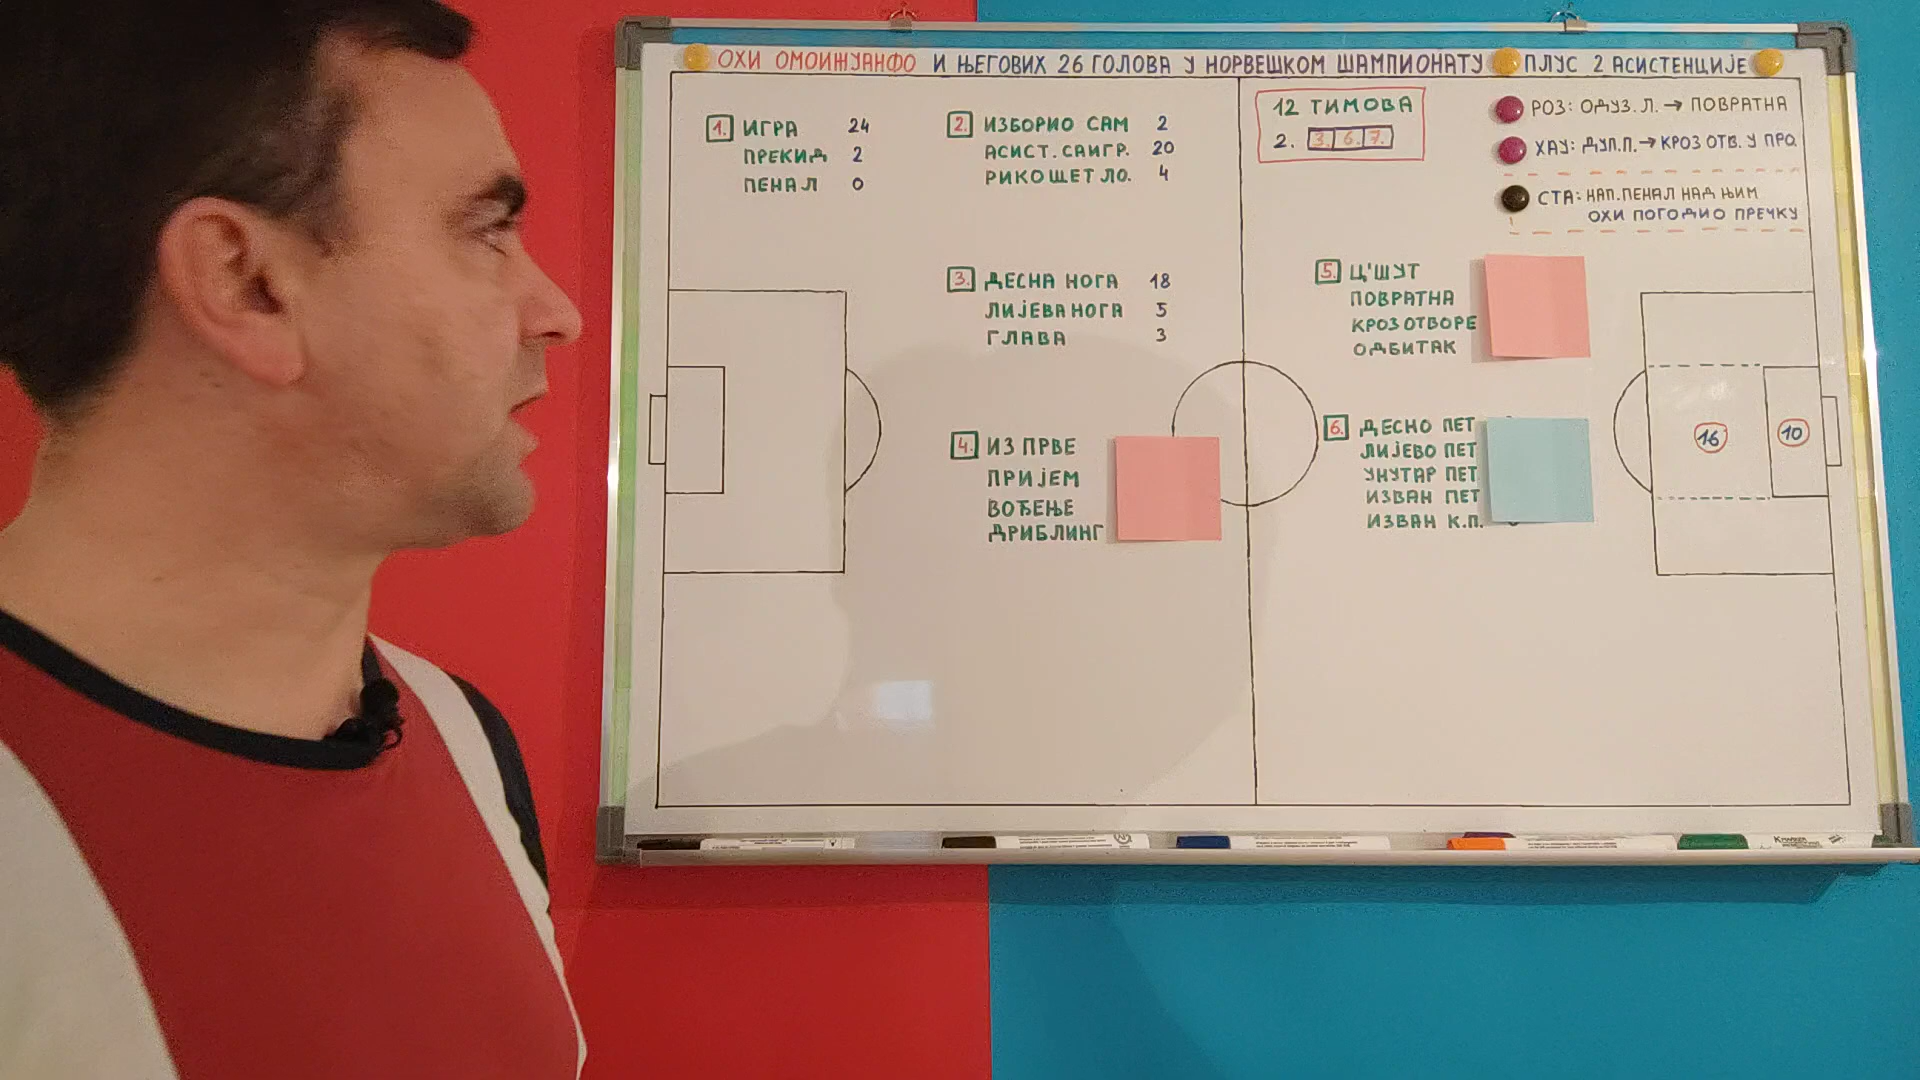 ОХИ ОМОИЖУАНФО И ЊЕГОВИХ 26 ГОЛОВА У НОРВЕШКОМ ШАМПИОНАТУ ПЛУС 2 АСИСТЕНЦИЈЕ
1. ИГРА 24
ПРЕКИД 2
ПЕНАЛ 0
2. ИЗБОРИО САМ 2
АСИСТ. САИГР. 20
РИКОШЕТ ЛО. 4
12 ТИМОВА
2. 3. 6. 7.
РОЗ: ОДУЗ. Л. → ПОВРАТНА
ХАУ: ДУП.П. → КРОЗ ОТВ. У ПРО.
СТА: НАП. ПЕНАЛ НАД ЊИМ
ОХИ ПОГОДИО ПРЕЧКУ
3. ДЕСНА НОГА 18
ЛИЈЕВА НОГА 5
ГЛАВА 3
4. ИЗ ПРВЕ
ПРИЈЕМ
ВОЂЕЊЕ
ДРИБЛИНГ
5. Ц'ШУТ
ПОВРАТНА
КРОЗ ОТВОРЕ
ОДБИТАК
6. ДЕСНО ПЕТ
ЛИЈЕВО ПЕТ
УНУТАР ПЕТ
ИЗВАН ПЕТ
ИЗВАН К.П.
16 10